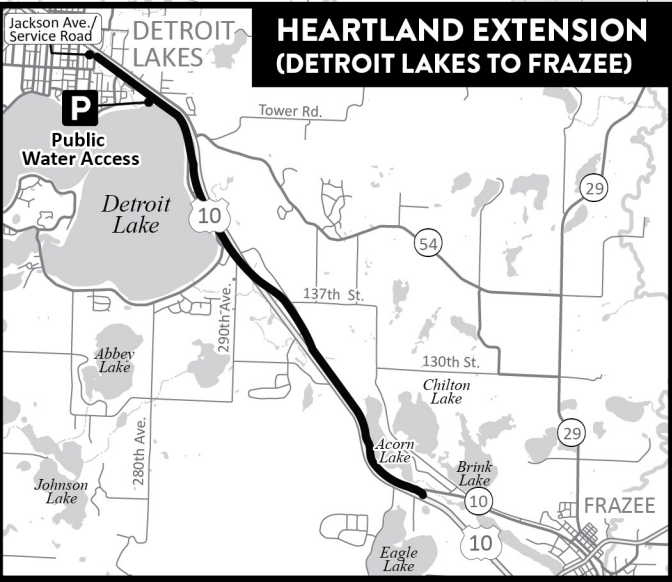 Jackson Ave./
Service Road
DETROIT
LAKES
HEARTLAND EXTENSION
(DETROIT LAKES TO FRAZEE)
P
Public
Water Access
Tower Rd.
Detroit
Lake
10
29
54
137th St.
290th Ave.
130th St.
Abbey
Lake
Chilton
Lake
280th Ave.
29
Acorn
Lake
Brink
Lake
Johnson
Lake
10
FRAZEE
10
Eagle
Lake